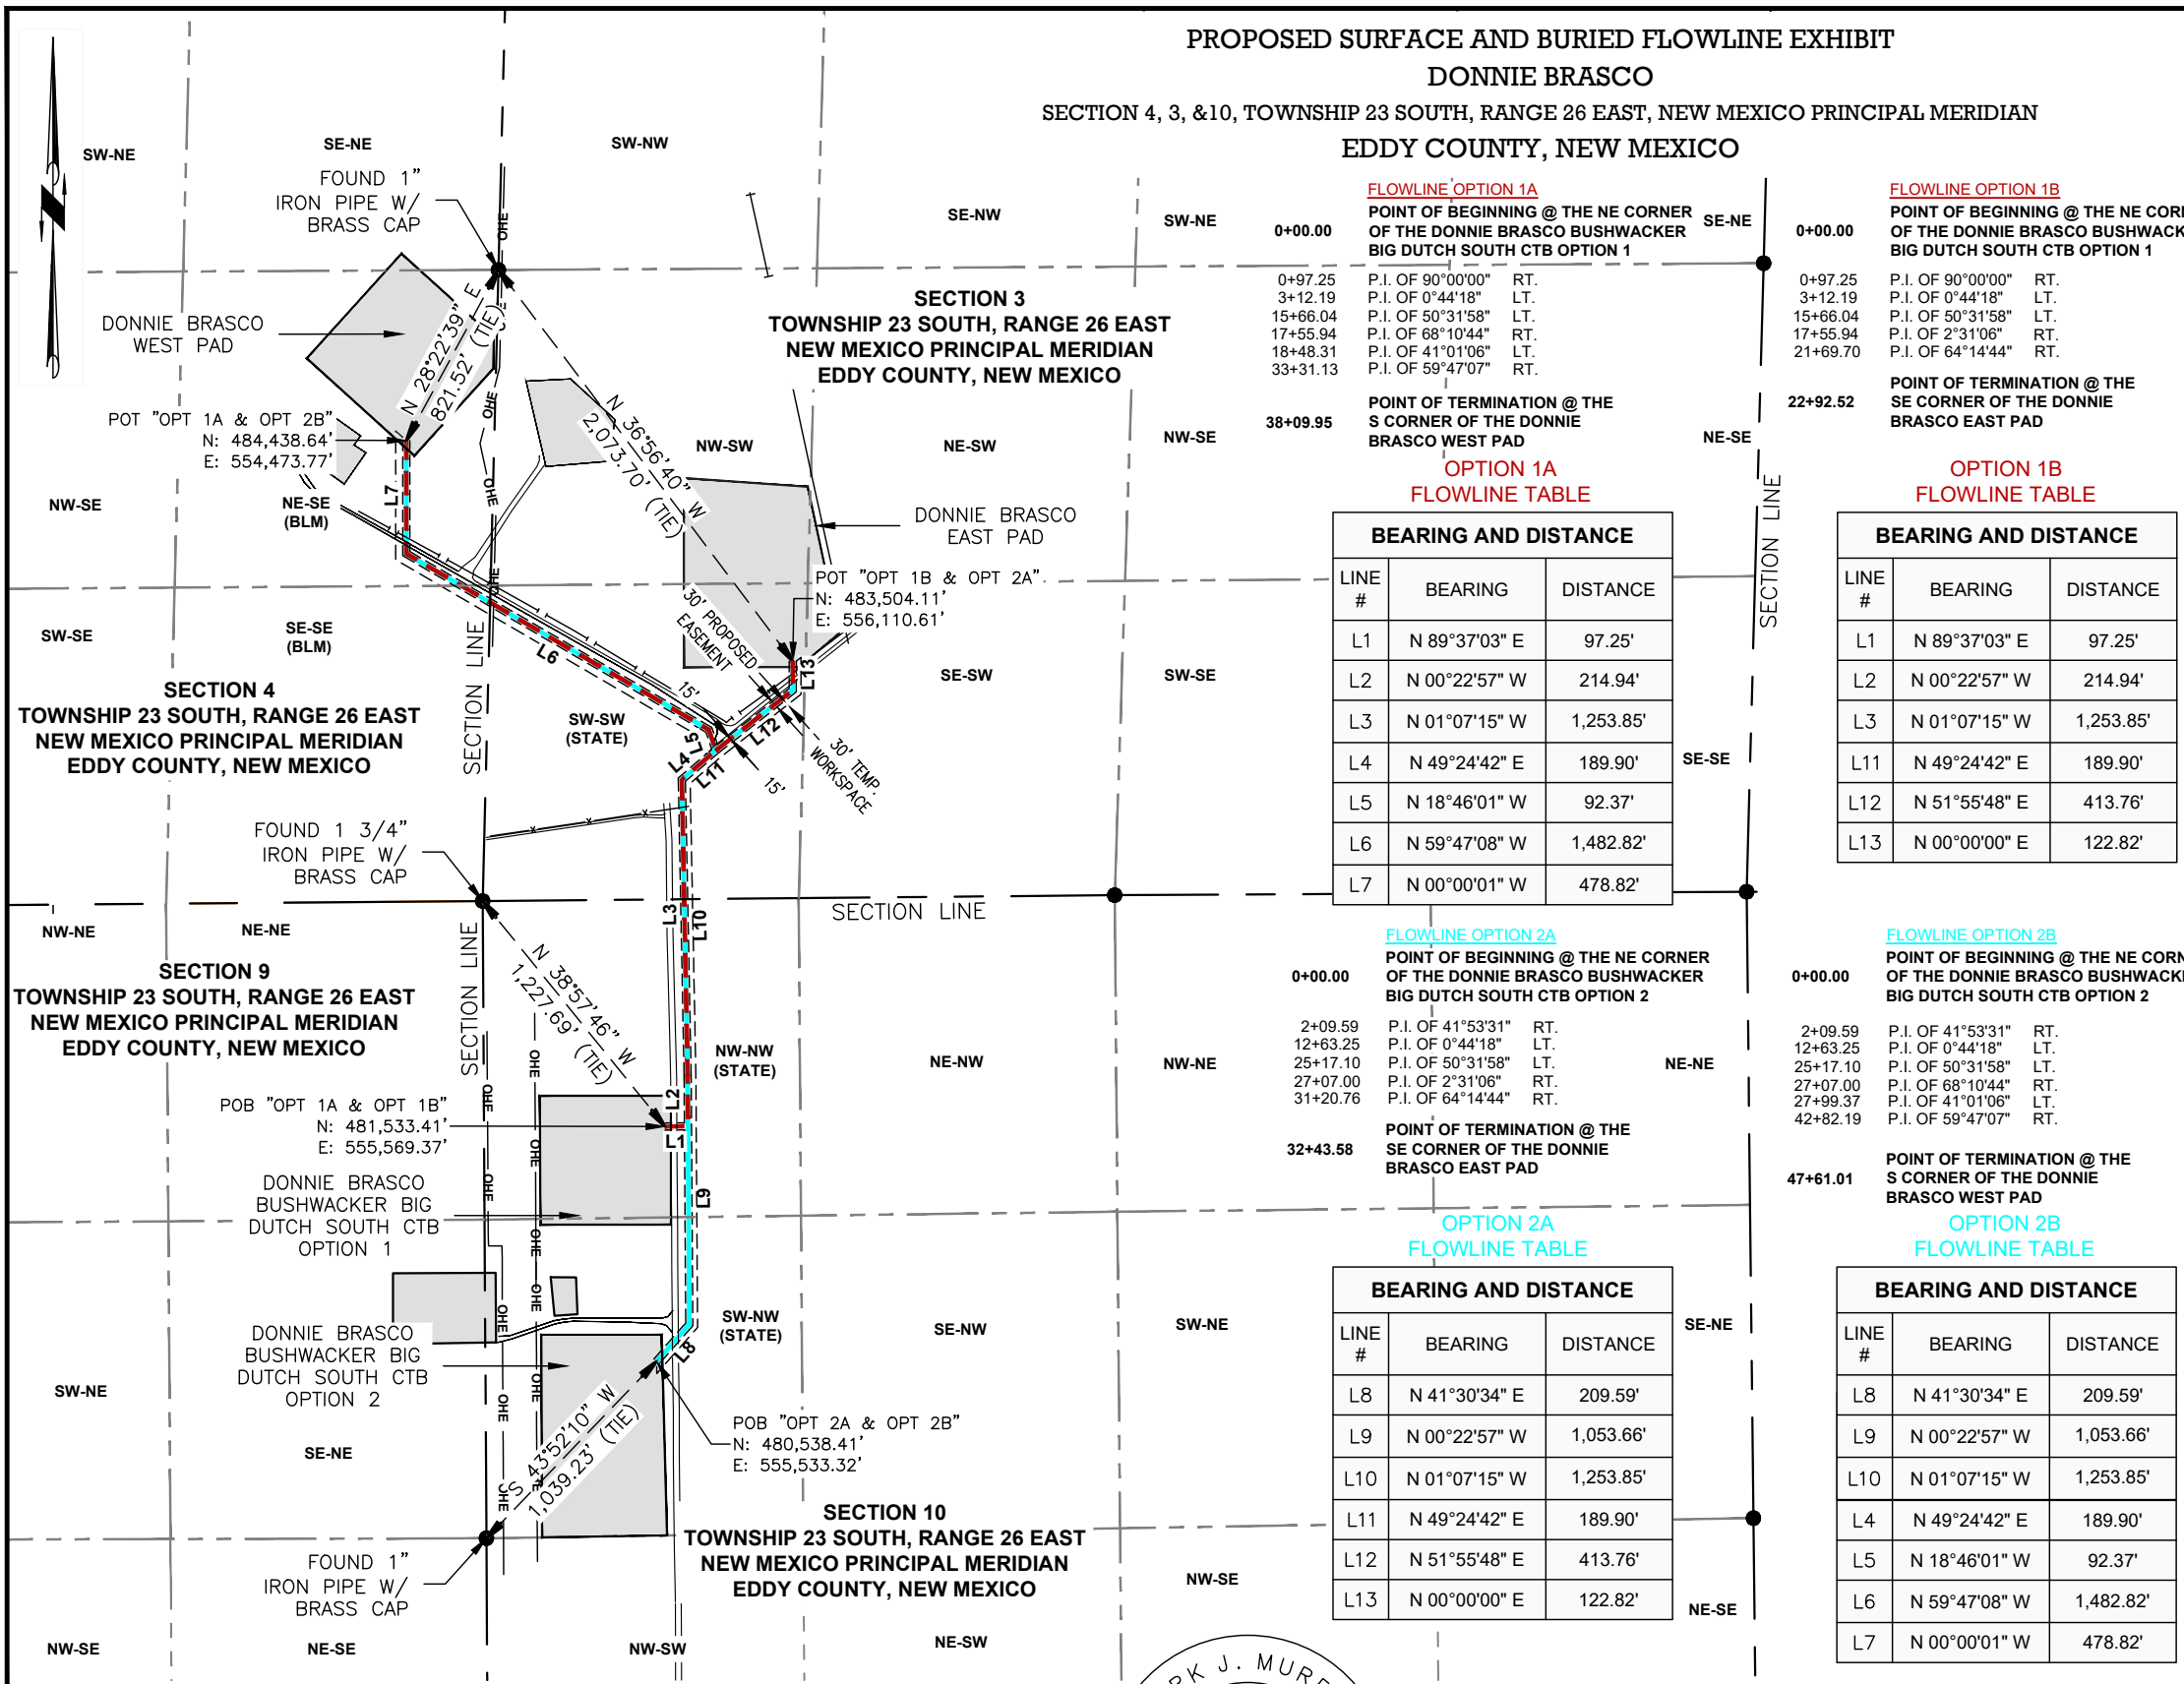 PROPOSED SURFACE AND BURIED FLOWLINE EXHIBIT
DONNIE BRASCO
SECTION 4, 3, &10, TOWNSHIP 23 SOUTH, RANGE 26 EAST, NEW MEXICO PRINCIPAL MERIDIAN
EDDY COUNTY, NEW MEXICO
SW-NE
SE-NE
SW-NW
SE-NW
SW-NE
SE-NE
FOUND 1"
IRON PIPE W/
BRASS CAP
OHE
DONNIE BRASCO
WEST PAD
N 28°22'39" E
821.52' (TIE)
OHE
OHE
OHE
N 36°56'40" W
2,073.70' (TIE)
SECTION 3
TOWNSHIP 23 SOUTH, RANGE 26 EAST
NEW MEXICO PRINCIPAL MERIDIAN
EDDY COUNTY, NEW MEXICO
POT "OPT 1A & OPT 2B"
N: 484,438.64'
E: 554,473.77'
NW-SW
NE-SW
NW-SE
NE-SE
NW-SE
NE-SE
(BLM)
L7
DONNIE BRASCO
EAST PAD
POT "OPT 1B & OPT 2A"
N: 483,504.11'
E: 556,110.61'
30' PROPOSED
EASEMENT
SW-SE
SE-SE
(BLM)
L6
SECTION LINE
L13
SE-SW
SW-SE
SE-SE
SECTION 4
TOWNSHIP 23 SOUTH, RANGE 26 EAST
NEW MEXICO PRINCIPAL MERIDIAN
EDDY COUNTY, NEW MEXICO
SW-SW
(STATE)
15'
L5
L4
L11
L12
15'
30' TEMP.
WORKSPACE
FOUND 1 3/4"
IRON PIPE W/
BRASS CAP
x
x
x
SECTION LINE
SECTION LINE
L3
L10
NW-NE
NE-NE
SECTION LINE
SECTION 9
TOWNSHIP 23 SOUTH, RANGE 26 EAST
NEW MEXICO PRINCIPAL MERIDIAN
EDDY COUNTY, NEW MEXICO
N 38°57'46" W
1,227.69' (TIE)
NW-NW
(STATE)
NE-NW
NW-NE
NE-NE
OHE
OHE
POB "OPT 1A & OPT 1B"
N: 481,533.41'
E: 555,569.37'
L2
L1
L9
OHE
OHE
OHE
DONNIE BRASCO
BUSHWACKER BIG
DUTCH SOUTH CTB
OPTION 1
OHE
OHE
OHE
DONNIE BRASCO
BUSHWACKER BIG
DUTCH SOUTH CTB
OPTION 2
OHE
OHE
OHE
L8
SW-NW
(STATE)
SE-NW
SW-NE
SE-NE
SW-NE
SE-NE
S 43°52'10" W
1,039.23' (TIE)
POB "OPT 2A & OPT 2B"
N: 480,538.41'
E: 555,533.32'
SECTION 10
TOWNSHIP 23 SOUTH, RANGE 26 EAST
NEW MEXICO PRINCIPAL MERIDIAN
EDDY COUNTY, NEW MEXICO
FOUND 1"
IRON PIPE W/
BRASS CAP
NW-SE
NE-SE
NW-SW
NE-SW
NW-SE
NE-SE
FLOWLINE OPTION 1A
0+00.00 POINT OF BEGINNING @ THE NE CORNER
OF THE DONNIE BRASCO BUSHWACKER
BIG DUTCH SOUTH CTB OPTION 1
0+97.25 P.I. OF 90°00'00" RT.
3+12.19 P.I. OF 0°44'18" LT.
15+66.04 P.I. OF 50°31'58" LT.
17+55.94 P.I. OF 68°10'44" RT.
18+48.31 P.I. OF 41°01'06" LT.
33+31.13 P.I. OF 59°47'07" RT.
38+09.95 POINT OF TERMINATION @ THE
S CORNER OF THE DONNIE
BRASCO WEST PAD
OPTION 1A
FLOWLINE TABLE
BEARING AND DISTANCE
LINE # BEARING DISTANCE
L1 N 89°37'03" E 97.25'
L2 N 00°22'57" W 214.94'
L3 N 01°07'15" W 1,253.85'
L4 N 49°24'42" E 189.90'
L5 N 18°46'01" W 92.37'
L6 N 59°47'08" W 1,482.82'
L7 N 00°00'01" W 478.82'
FLOWLINE OPTION 1B
0+00.00 POINT OF BEGINNING @ THE NE CORN
OF THE DONNIE BRASCO BUSHWACK
BIG DUTCH SOUTH CTB OPTION 1
0+97.25 P.I. OF 90°00'00" RT.
3+12.19 P.I. OF 0°44'18" LT.
15+66.04 P.I. OF 50°31'58" LT.
17+55.94 P.I. OF 2°31'06" RT.
21+69.70 P.I. OF 64°14'44" RT.
22+92.52 POINT OF TERMINATION @ THE
SE CORNER OF THE DONNIE
BRASCO EAST PAD
OPTION 1B
FLOWLINE TABLE
BEARING AND DISTANCE
LINE # BEARING DISTANCE
L1 N 89°37'03" E 97.25'
L2 N 00°22'57" W 214.94'
L3 N 01°07'15" W 1,253.85'
L11 N 49°24'42" E 189.90'
L12 N 51°55'48" E 413.76'
L13 N 00°00'00" E 122.82'
FLOWLINE OPTION 2A
0+00.00 POINT OF BEGINNING @ THE NE CORNER
OF THE DONNIE BRASCO BUSHWACKER
BIG DUTCH SOUTH CTB OPTION 2
2+09.59 P.I. OF 41°53'31" RT.
12+63.25 P.I. OF 0°44'18" LT.
25+17.10 P.I. OF 50°31'58" LT.
27+07.00 P.I. OF 2°31'06" RT.
31+20.76 P.I. OF 64°14'44" RT.
32+43.58 POINT OF TERMINATION @ THE
SE CORNER OF THE DONNIE
BRASCO EAST PAD
OPTION 2A
FLOWLINE TABLE
BEARING AND DISTANCE
LINE # BEARING DISTANCE
L8 N 41°30'34" E 209.59'
L9 N 00°22'57" W 1,053.66'
L10 N 01°07'15" W 1,253.85'
L11 N 49°24'42" E 189.90'
L12 N 51°55'48" E 413.76'
L13 N 00°00'00" E 122.82'
FLOWLINE OPTION 2B
0+00.00 POINT OF BEGINNING @ THE NE CORN
OF THE DONNIE BRASCO BUSHWACKE
BIG DUTCH SOUTH CTB OPTION 2
2+09.59 P.I. OF 41°53'31" RT.
12+63.25 P.I. OF 0°44'18" LT.
25+17.10 P.I. OF 50°31'58" LT.
27+07.00 P.I. OF 68°10'44" RT.
27+99.37 P.I. OF 41°01'06" LT.
42+82.19 P.I. OF 59°47'07" RT.
47+61.01 POINT OF TERMINATION @ THE
S CORNER OF THE DONNIE
BRASCO WEST PAD
OPTION 2B
FLOWLINE TABLE
BEARING AND DISTANCE
LINE # BEARING DISTANCE
L8 N 41°30'34" E 209.59'
L9 N 00°22'57" W 1,053.66'
L10 N 01°07'15" W 1,253.85'
L4 N 49°24'42" E 189.90'
L5 N 18°46'01" W 92.37'
L6 N 59°47'08" W 1,482.82'
L7 N 00°00'01" W 478.82'
J. MUR